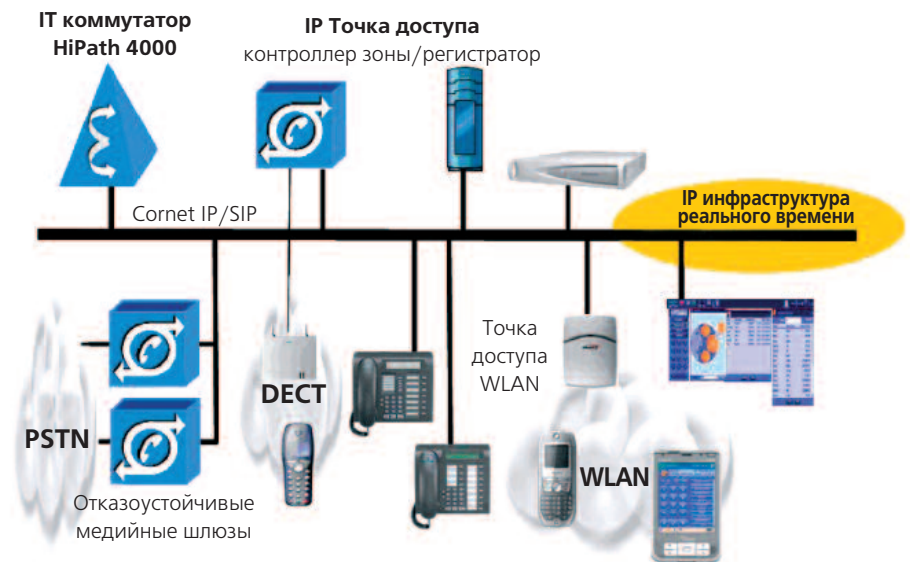 IT коммутатор
HiPath 4000
IP Точка доступа
контроллер зоны/регистратор
Cornet IP/SIP
IP инфраструктура
реального времени
Точка
доступа
WLAN
DECT
PSTN
WLAN
Отказоустойчивые
медийные шлюзы